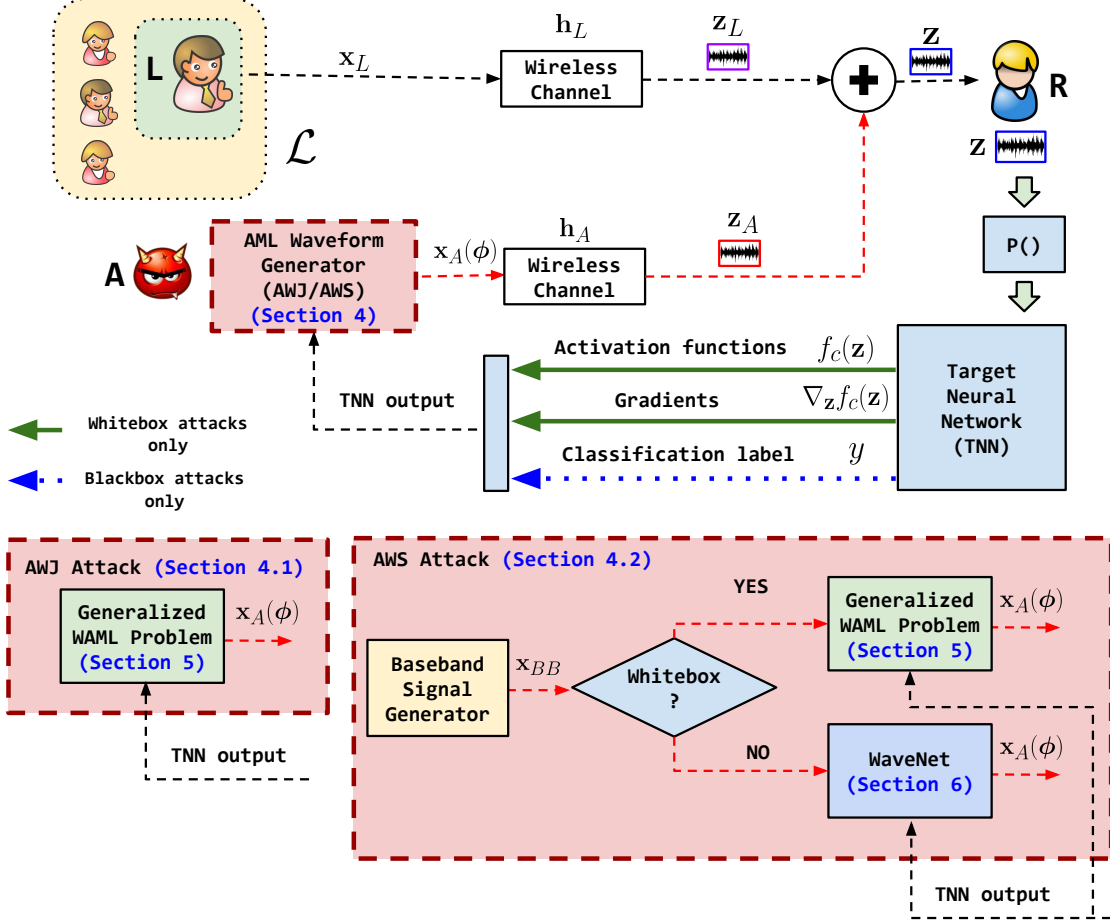 h_L
z_L
x_L
z
L
Wireless
Channel
+
R
ℒ
z
AML Waveform
Generator
(AWJ/AWS)
(Section 4)
A
x_A(ϕ)
h_A
z_A
Wireless
Channel
P()
Activation functions f_c(z)
TNN output
Gradients ∇_z f_c(z)
Classification label y
Target
Neural
Network
(TNN)
Whitebox attacks
only
Blackbox attacks
only
AWJ Attack (Section 4.1)
Generalized
WAML Problem
(Section 5)
x_A(ϕ)
TNN output
AWS Attack (Section 4.2)
Baseband
Signal
Generator
x_BB
Whitebox
?
YES
Generalized
WAML Problem
(Section 5)
x_A(ϕ)
NO
WaveNet
(Section 6)
x_A(ϕ)
TNN output